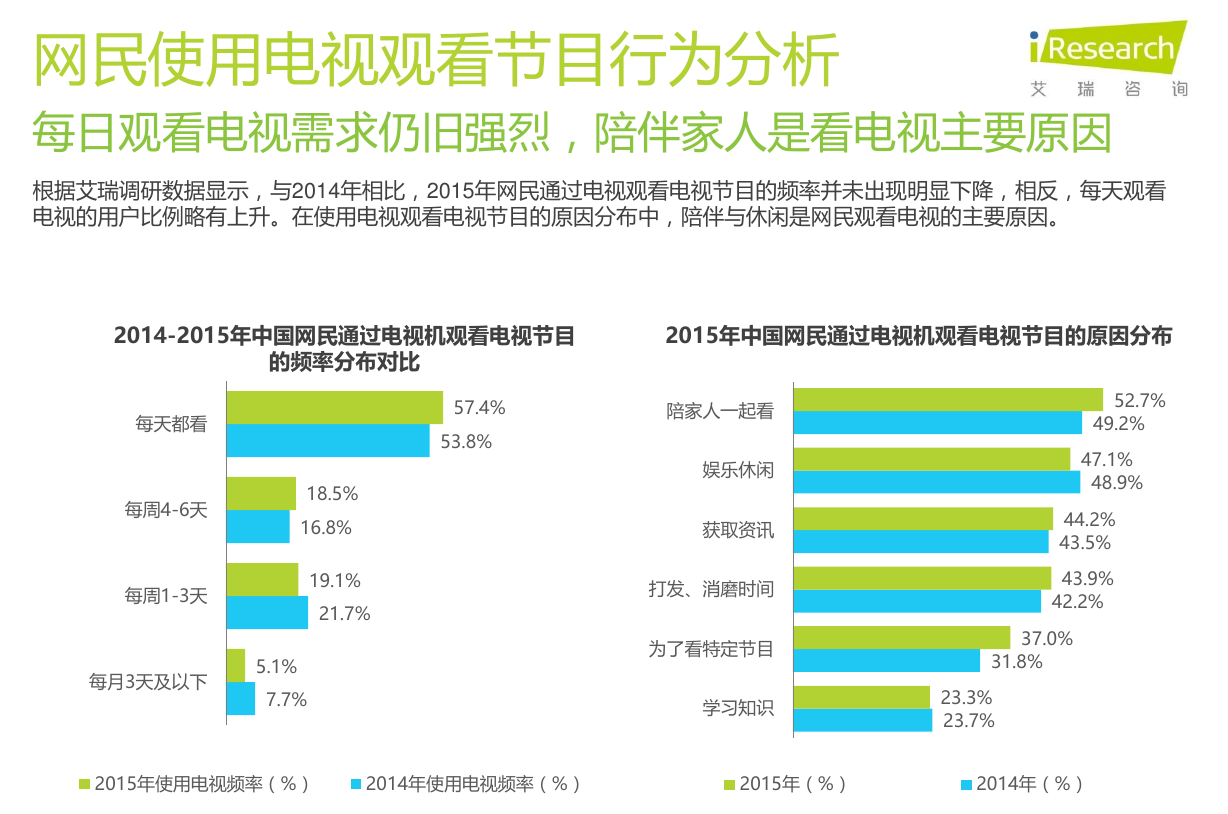 网民使用电视观看节目行为分析
iResearch
艾瑞咨询
每日观看电视需求仍旧强烈，陪伴家人是看电视主要原因
根据艾瑞调研数据显示，与2014年相比，2015年网民通过电视观看电视节目的频率并未出现明显下降，相反，每天观看
电视的用户比例略有上升。在使用电视观看电视节目的原因分布中，陪伴与休闲是网民观看电视的主要原因。
2014-2015年中国网民通过电视机观看电视节目
的频率分布对比
每天都看
57.4%
53.8%
每周4-6天
18.5%
16.8%
每周1-3天
19.1%
21.7%
每月3天及以下
5.1%
7.7%
2015年使用电视频率（%）
2014年使用电视频率（%）
2015年中国网民通过电视机观看电视节目的原因分布
陪家人一起看
52.7%
49.2%
娱乐休闲
47.1%
48.9%
获取资讯
44.2%
43.5%
打发、消磨时间
43.9%
42.2%
为了看特定节目
37.0%
31.8%
学习知识
23.3%
23.7%
2015年（%）
2014年（%）